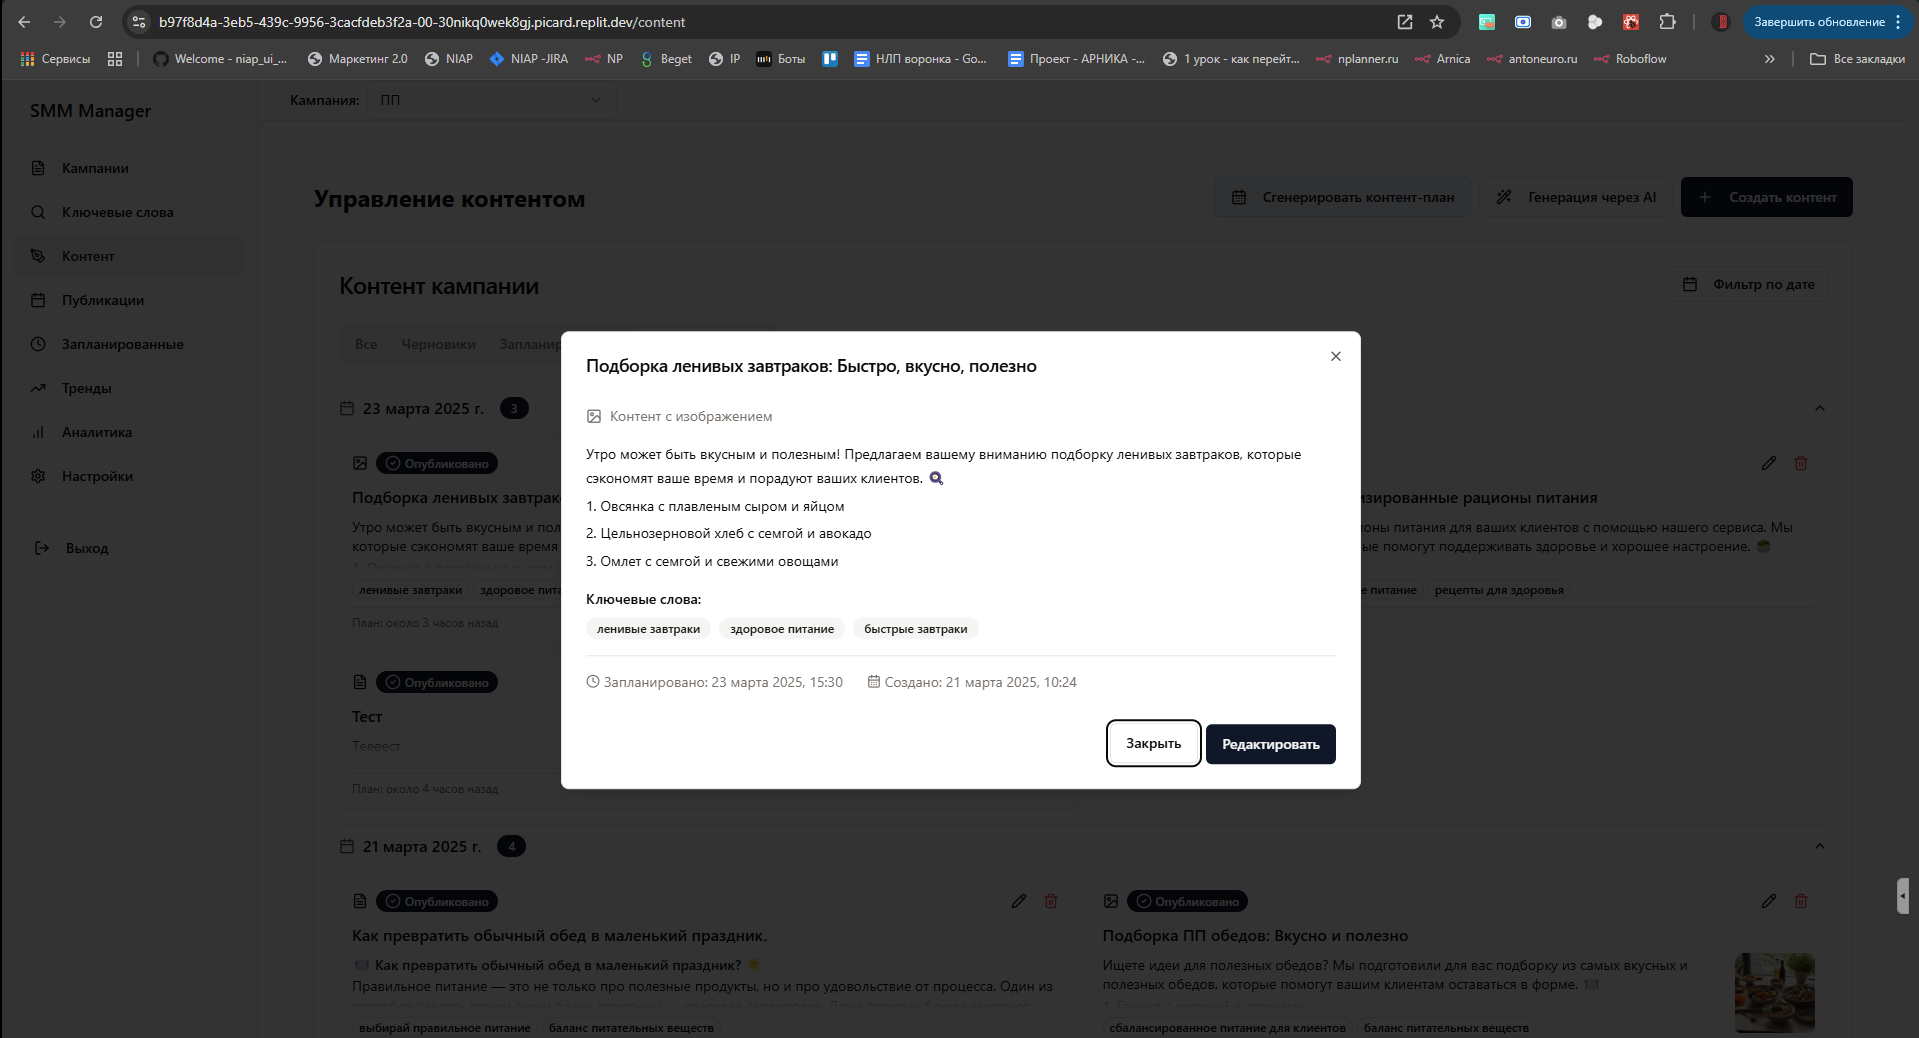 b97f8d4a-3eb5-439c-9956-3cacfdeb3f2a-00-30nikq0wek8gj.picard.replit.dev/content
Завершить обновление
Сервисы
Welcome - niap_ui_...
Маркетинг 2.0
NIAP
NIAP -JIRA
NP
Beget
IP
Боты
НЛП воронка - Go...
Проект - АРНИКА -...
1 урок - как перейт...
nplanner.ru
Arnica
antoneuro.ru
Roboflow
Все закладки
SMM Manager
Кампании
Ключевые слова
Контент
Публикации
Запланированные
Тренды
Аналитика
Настройки
Выход
Кампания: ПП
Управление контентом
Сгенерировать контент-план
Генерация через AI
Создать контент
Контент кампании
Фильтр по дате
Все Черновики Запланир
23 марта 2025 г. 3
Опубликовано
Подборка ленивых завтрак
Утро может быть вкусным и пол
которые сэкономят ваше время
ленивые завтраки здоровое пита
План: около 3 часов назад
изированные рационы питания
оны питания для ваших клиентов с помощью нашего сервиса. Мы
ые помогут поддерживать здоровье и хорошее настроение. 🥗
е питание рецепты для здоровья
Опубликовано
Тест
Теееест
План: около 4 часов назад
Подборка ленивых завтраков: Быстро, вкусно, полезно
Контент с изображением
Утро может быть вкусным и полезным! Предлагаем вашему вниманию подборку ленивых завтраков, которые
сэкономят ваше время и порадуют ваших клиентов. 🍳
1. Овсянка с плавленым сыром и яйцом
2. Цельнозерновой хлеб с семгой и авокадо
3. Омлет с семгой и свежими овощами
Ключевые слова:
ленивые завтраки здоровое питание быстрые завтраки
Запланировано: 23 марта 2025, 15:30 Создано: 21 марта 2025, 10:24
Закрыть
Редактировать
21 марта 2025 г. 4
Опубликовано
Как превратить обычный обед в маленький праздник.
🍽️ Как превратить обычный обед в маленький праздник? ☀️
Правильное питание — это не только про полезные продукты, но и про удовольствие от процесса. Один из
выбирай правильное питание баланс питательных веществ
Опубликовано
Подборка ПП обедов: Вкусно и полезно
Ищете идеи для полезных обедов? Мы подготовили для вас подборку из самых вкусных и
полезных обедов, которые помогут вашим клиентам оставаться в форме. 🍽️
сбалансированное питание для клиентов баланс питательных веществ